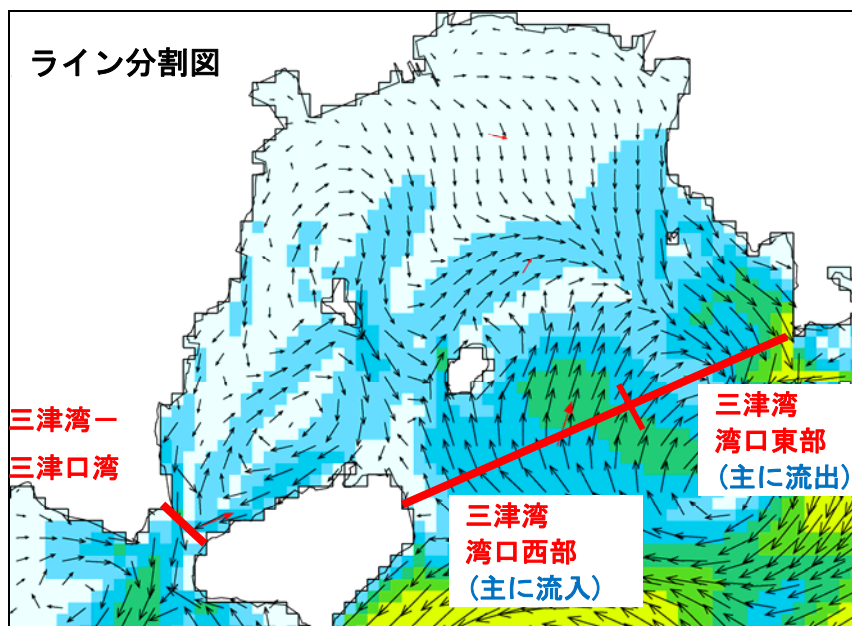 ライン分割図
三津湾－
三津口湾
三津湾
湾口東部
(主に流出)
三津湾
湾口西部
(主に流入)